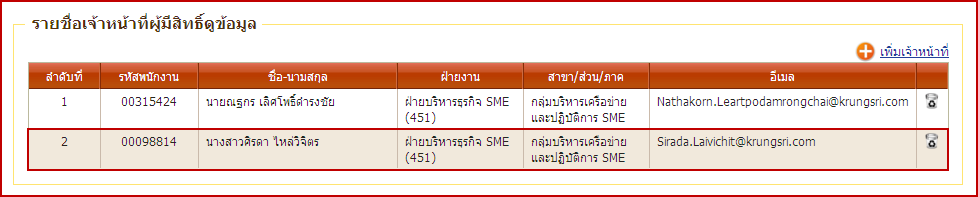 รายชื่อเจ้าหน้าที่ผู้มีสิทธิ์ดูข้อมูล
เพิ่มเจ้าหน้าที่
ลำดับที่ รหัสพนักงาน ชื่อ-นามสกุล ฝ่ายงาน สาขา/ส่วน/ภาค อีเมล
1 00315424 นายณฐกร เลิศโพธิ์ดำรงชัย ฝ่ายบริหารธุรกิจ SME กลุ่มบริหารเครือข่าย Nathakorn.Leartpodamrongchai@krungsri.com
(451) และปฏิบัติการ SME
2 00098814 นางสาวศิรดา ไหล่วิจิตร ฝ่ายบริหารธุรกิจ SME กลุ่มบริหารเครือข่าย Sirada.Laivichit@krungsri.com
(451) และปฏิบัติการ SME